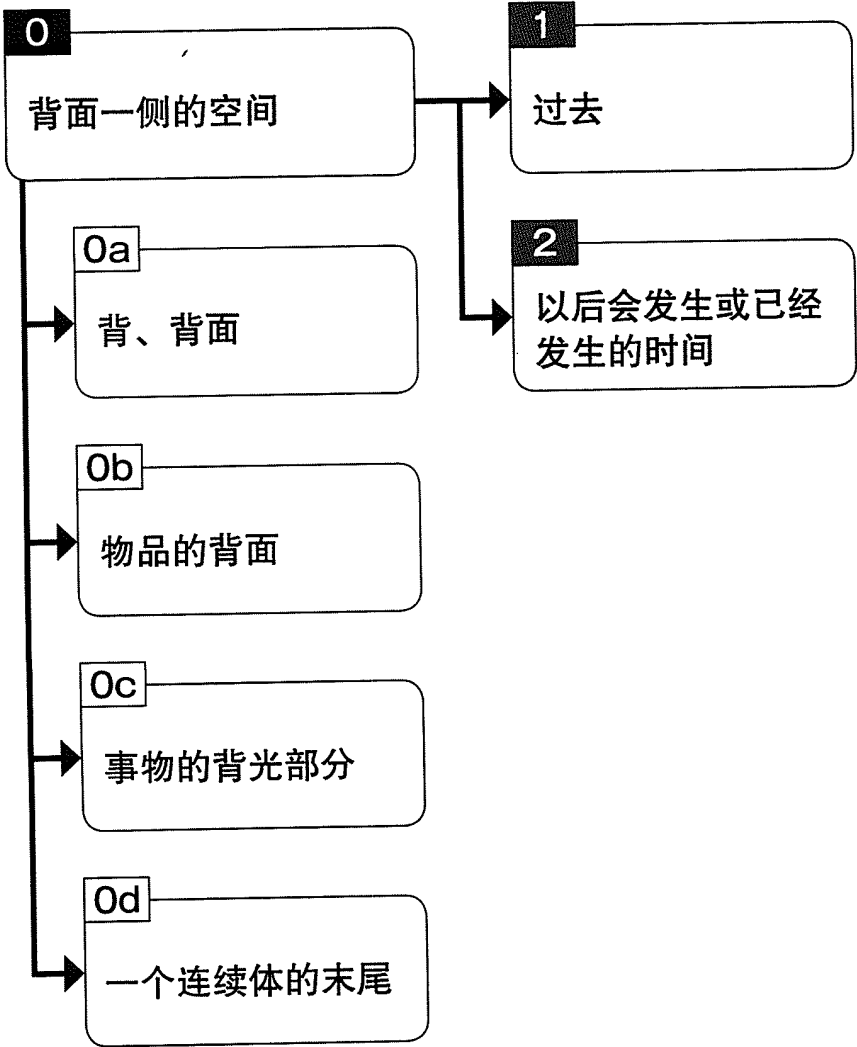 0
背面一侧的空间
1
过去
2
以后会发生或已经
发生的时间
0a
背、背面
0b
物品的背面
0c
事物的背光部分
0d
一个连续体的末尾